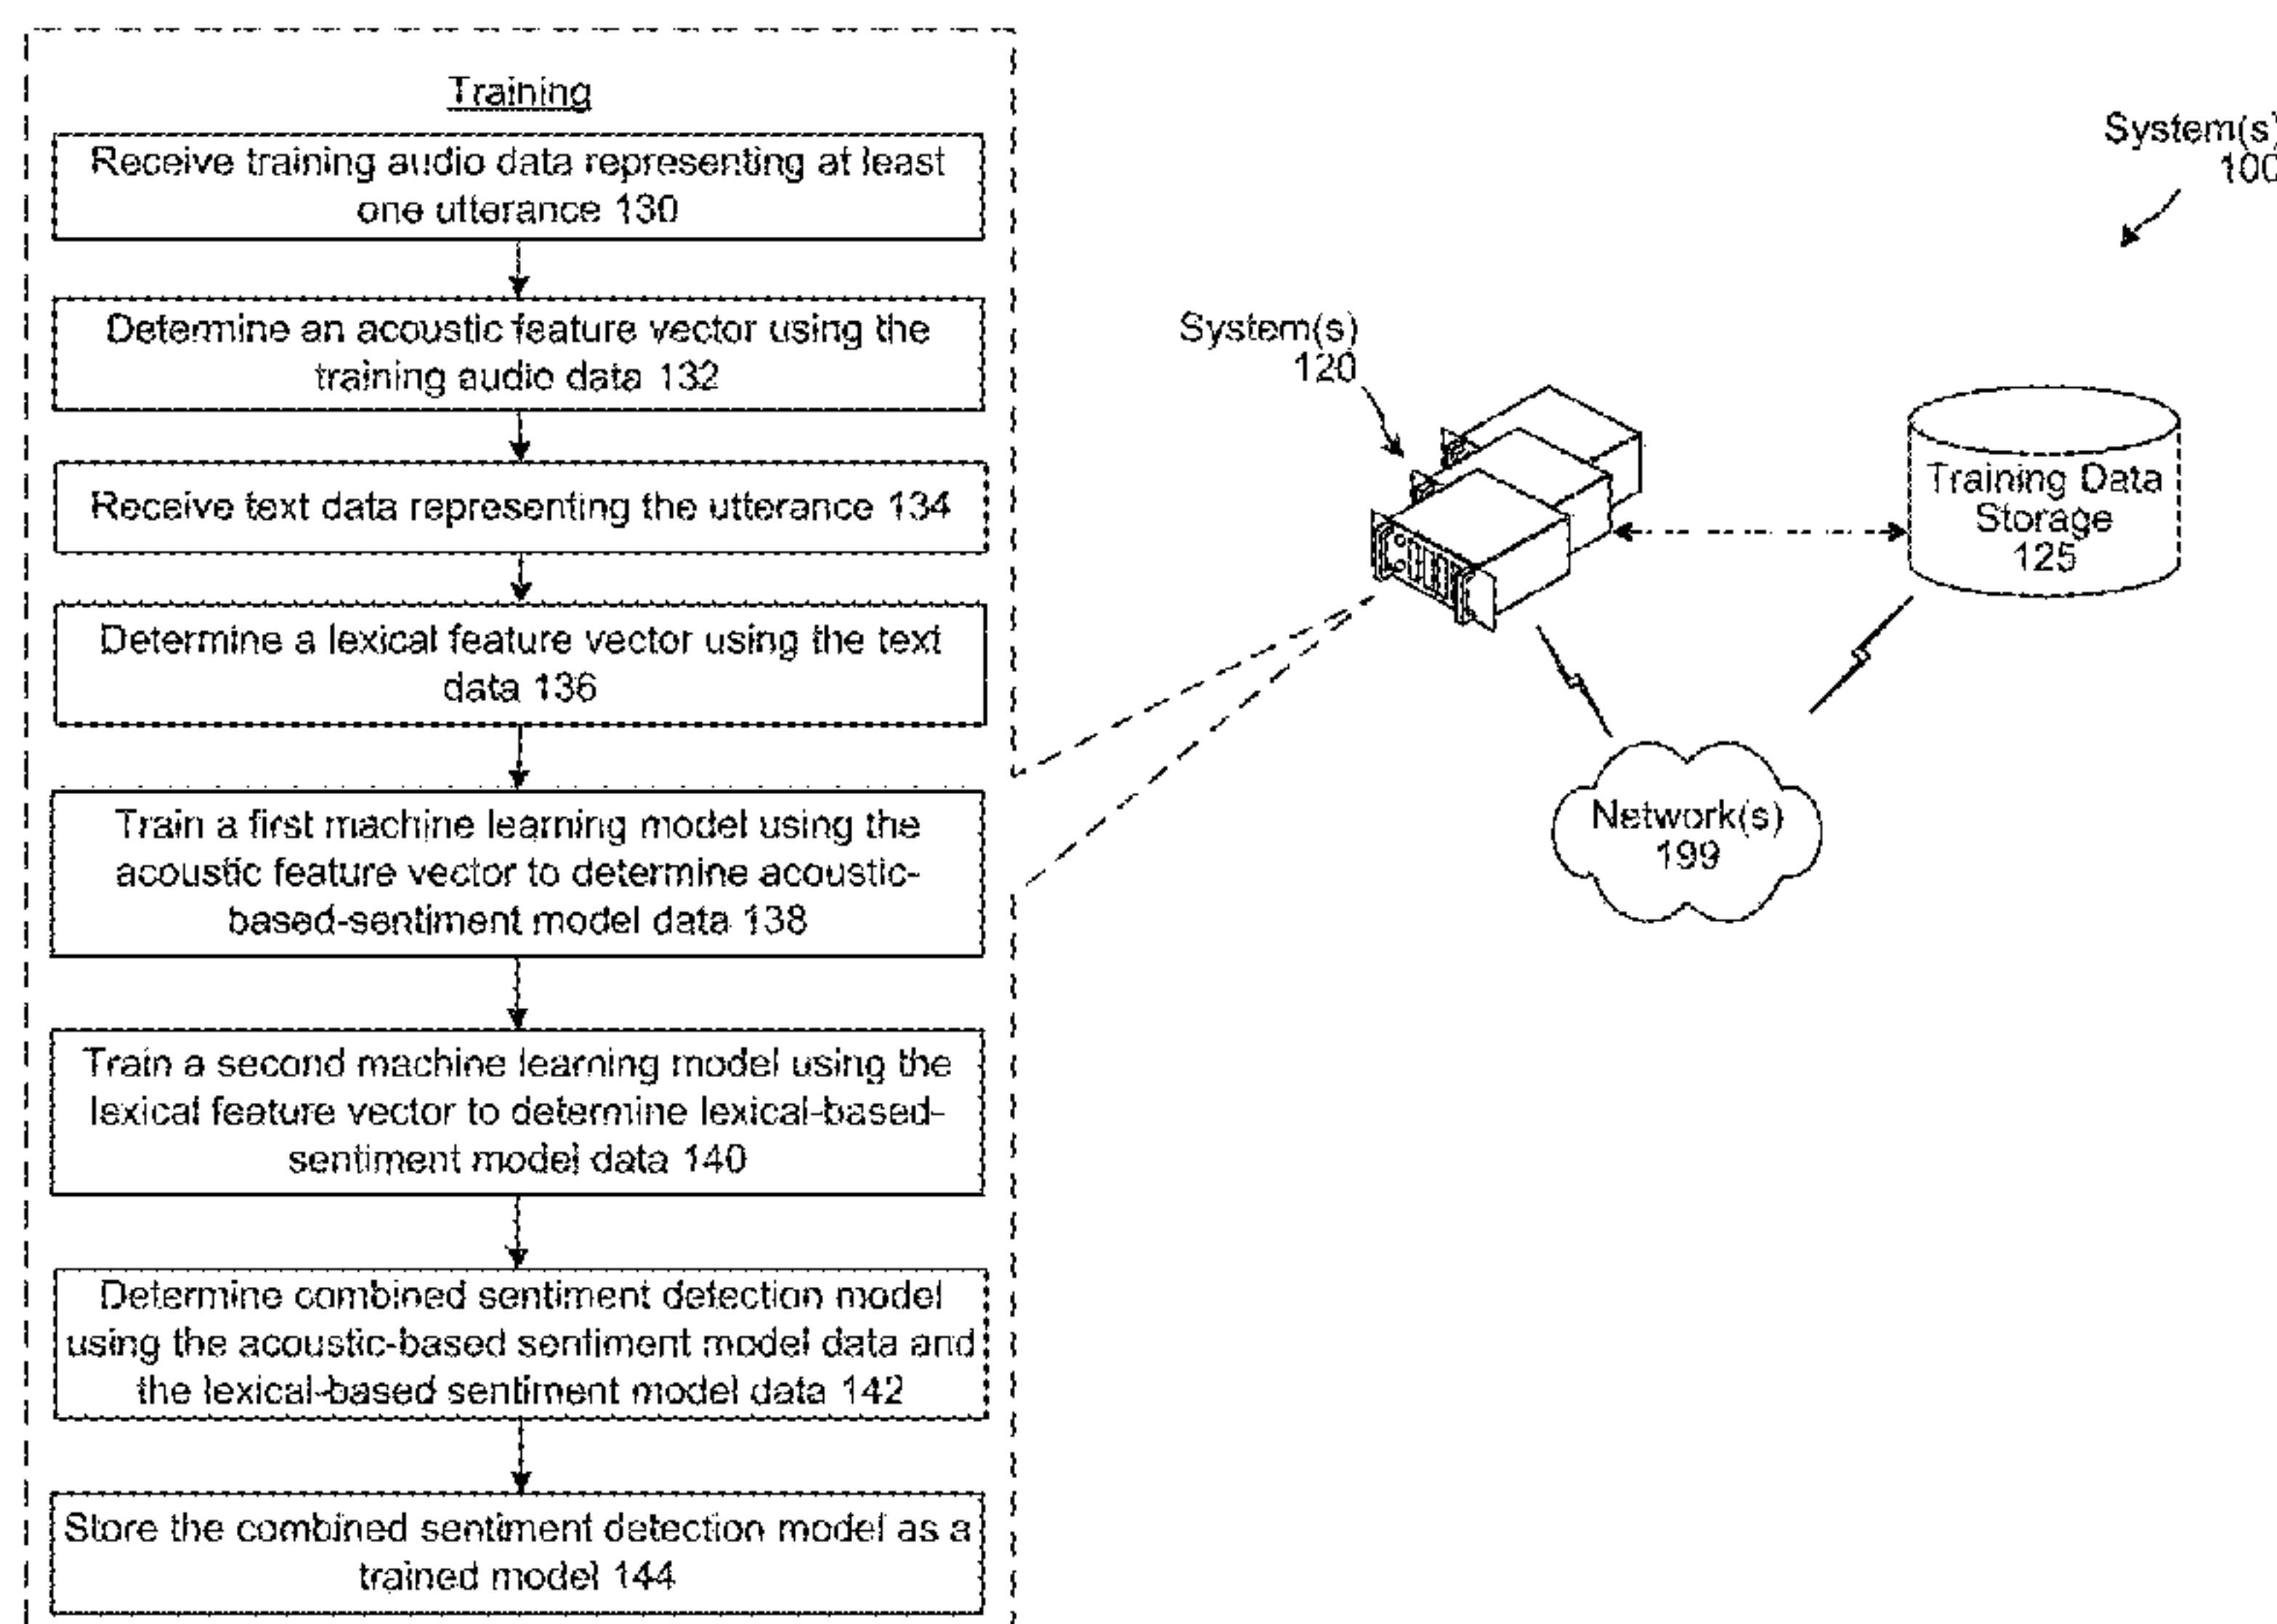 Training
Receive training audio data representing at least
one utterance 130
Determine an acoustic feature vector using the
training audio data 132
Receive text data representing the utterance 134
Determine a lexical feature vector using the text
data 136
Train a first machine learning model using the
acoustic feature vector to determine acoustic-
based-sentiment model data 138
Train a second machine learning model using the
lexical feature vector to determine lexical-based-
sentiment model data 140
Determine combined sentiment detection model
using the acoustic-based sentiment model data and
the lexical-based sentiment model data 142
Store the combined sentiment detection model as a
trained model 144
System(s)
100
System(s)
120
Training Data
Storage
125
Network(s)
199